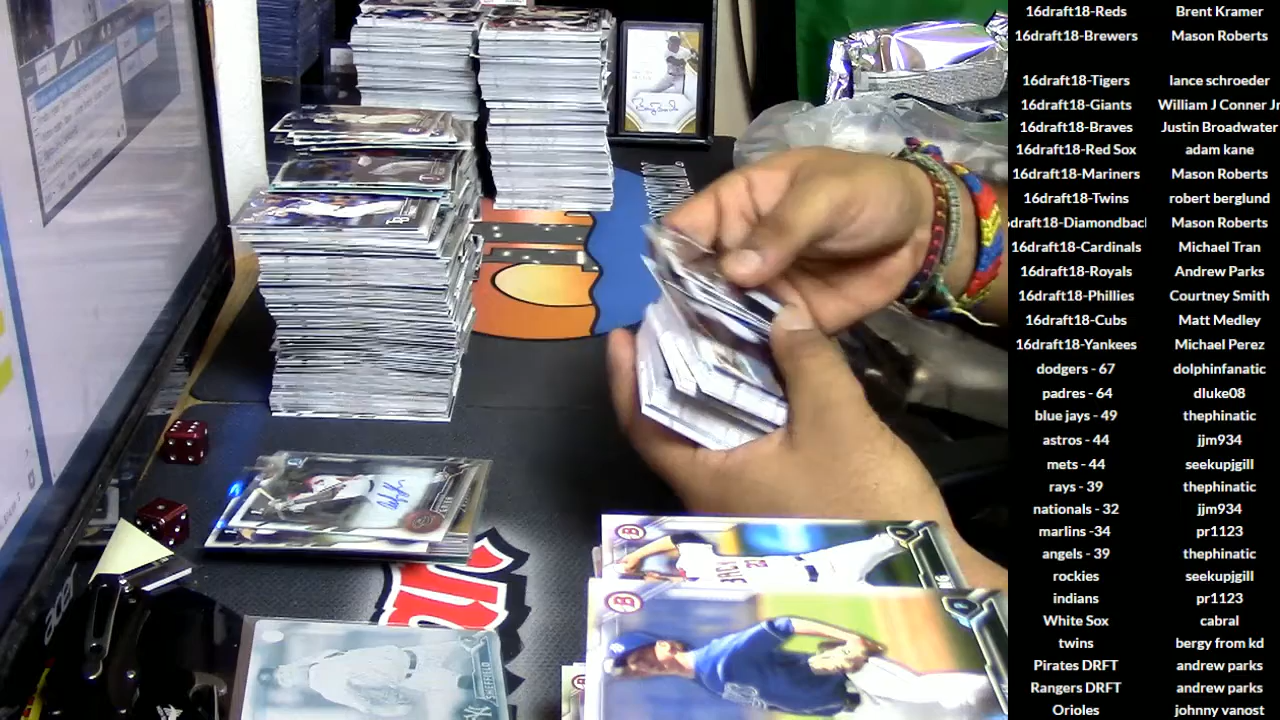 16draft18-Reds Brent Kramer
16draft18-Brewers Mason Roberts
16draft18-Tigers lance schroeder
16draft18-Giants William J Conner Jr
16draft18-Braves Justin Broadwater
16draft18-Red Sox adam kane
16draft18-Mariners Mason Roberts
16draft18-Twins robert berglund
draft18-Diamondbac Mason Roberts
16draft18-Cardinals Michael Tran
16draft18-Royals Andrew Parks
16draft18-Phillies Courtney Smith
16draft18-Cubs Matt Medley
16draft18-Yankees Michael Perez
dodgers - 67 dolphinfanatic
padres - 64 dluke08
blue jays - 49 thephinatic
astros - 44 jjm934
mets - 44 seekupjgill
rays - 39 thephinatic
nationals - 32 jjm934
marlins -34 pr1123
angels - 39 thephinatic
rockies seekupjgill
indians pr1123
White Sox cabral
twins bergy from kd
Pirates DRFT andrew parks
Rangers DRFT andrew parks
Orioles johnny vanost
acer
SHEFFIELD
B
B